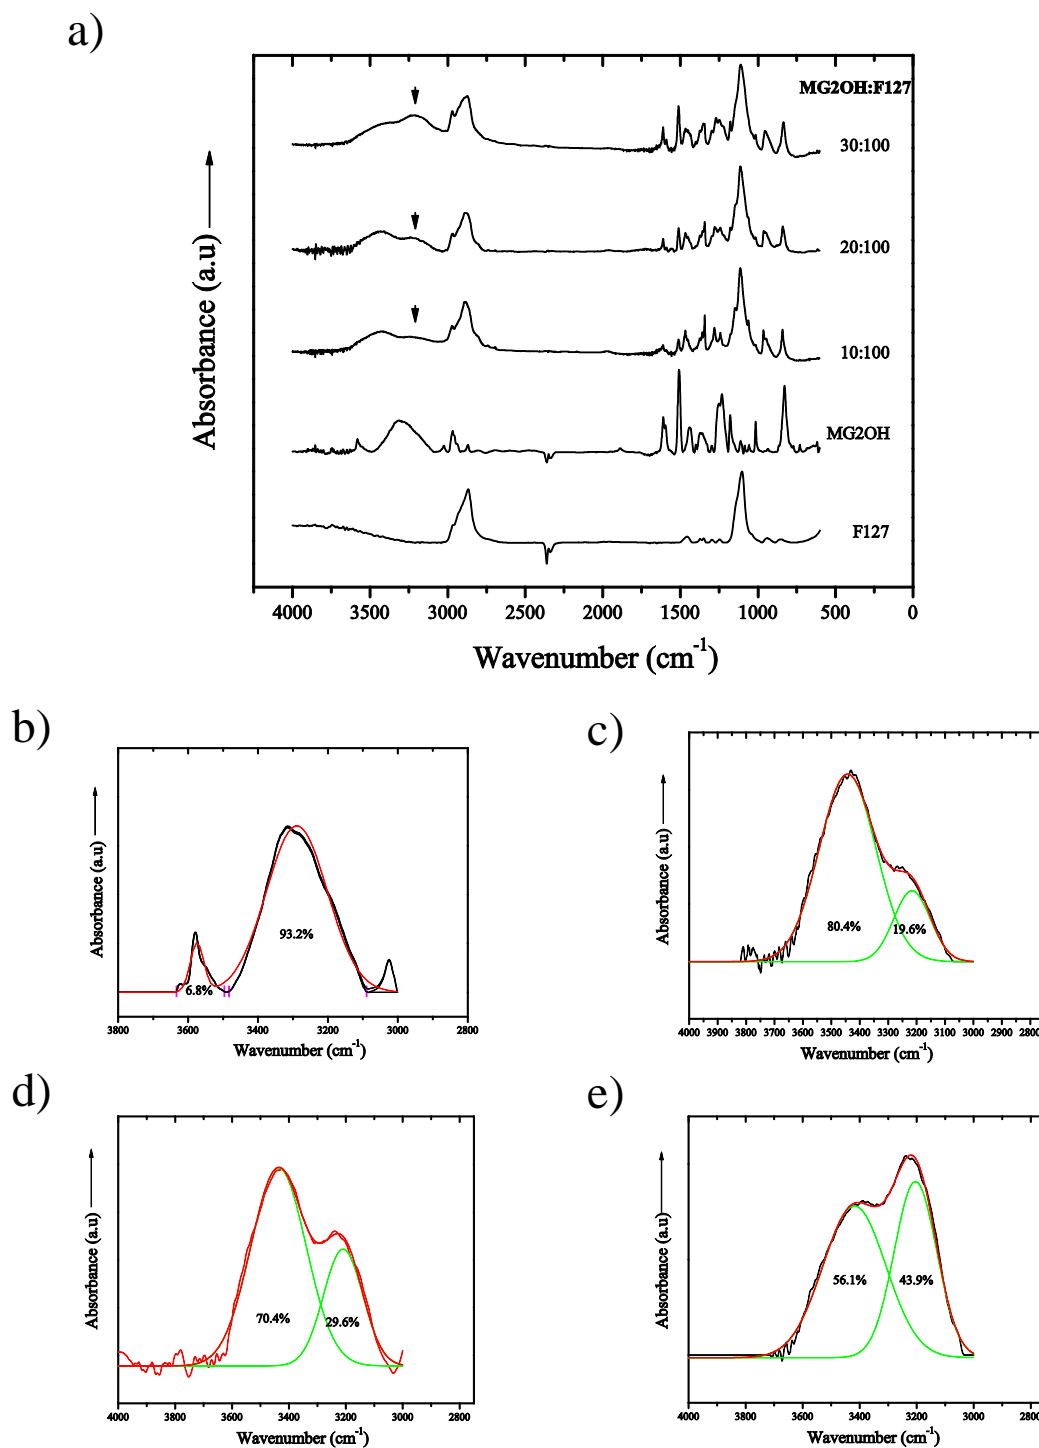 a)
MG2OH:F127
30:100
20:100
10:100
MG2OH
F127
Absorbance (a.u)
4000 3500 3000 2500 2000 1500 1000 500 0
Wavenumber (cm-1)
b)
Absorbance (a.u)
93.2%
6.8%
3800 3600 3400 3200 3000 2800
Wavenumber (cm-1)
c)
Absorbance (a.u)
80.4%
19.6%
4000 3900 3800 3700 3600 3500 3400 3300 3200 3100 3000 2900 2800
Wavenumber (cm-1)
d)
Absorbance (a.u)
70.4%
29.6%
4000 3800 3600 3400 3200 3000 2800
Wavenumber (cm-1)
e)
Absorbance (a.u)
56.1%
43.9%
4000 3800 3600 3400 3200 3000 2800
Wavenumber (cm-1)